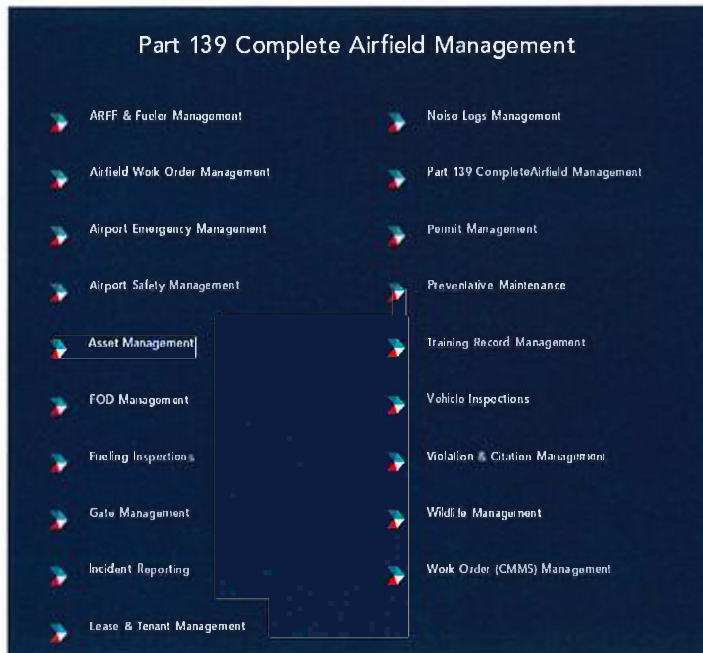 Part 139 Complete Airfield Management
ARFF & Fueler Management
Airfield Work Order Management
Airport Emergency Management
Airport Safety Management
Asset Management
FOD Management
Fueling Inspections
Gate Management
Incident Reporting
Lease & Tenant Management
Noise Logs Management
Part 139 CompleteAirfield Management
Permit Management
Preventative Maintenance
Training Record Management
Vehicle Inspections
Violation & Citation Management
Wildlife Management
Work Order (CMMS) Management